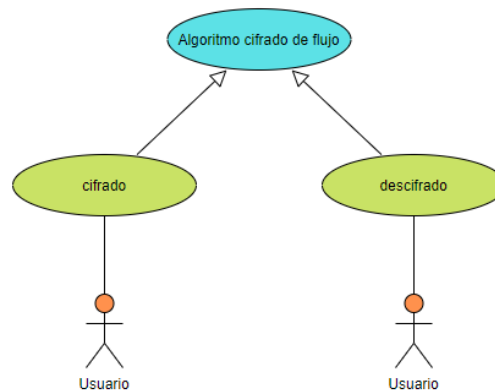 Algoritmo cifrado de flujo
cifrado
descifrado
Usuario
Usuario